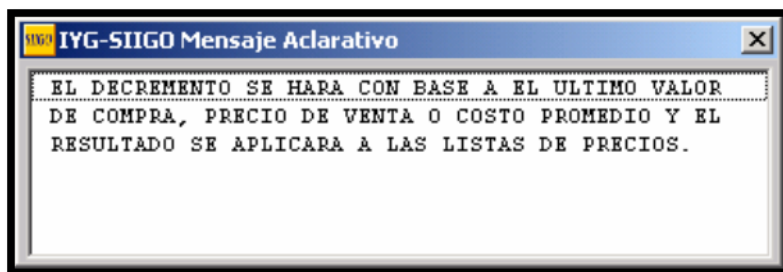 SIIGO IYG-SIIGO Mensaje Aclarativo
EL DECREMENTO SE HARA CON BASE A EL ULTIMO VALOR
DE COMPRA, PRECIO DE VENTA O COSTO PROMEDIO Y EL
RESULTADO SE APLICARA A LAS LISTAS DE PRECIOS.